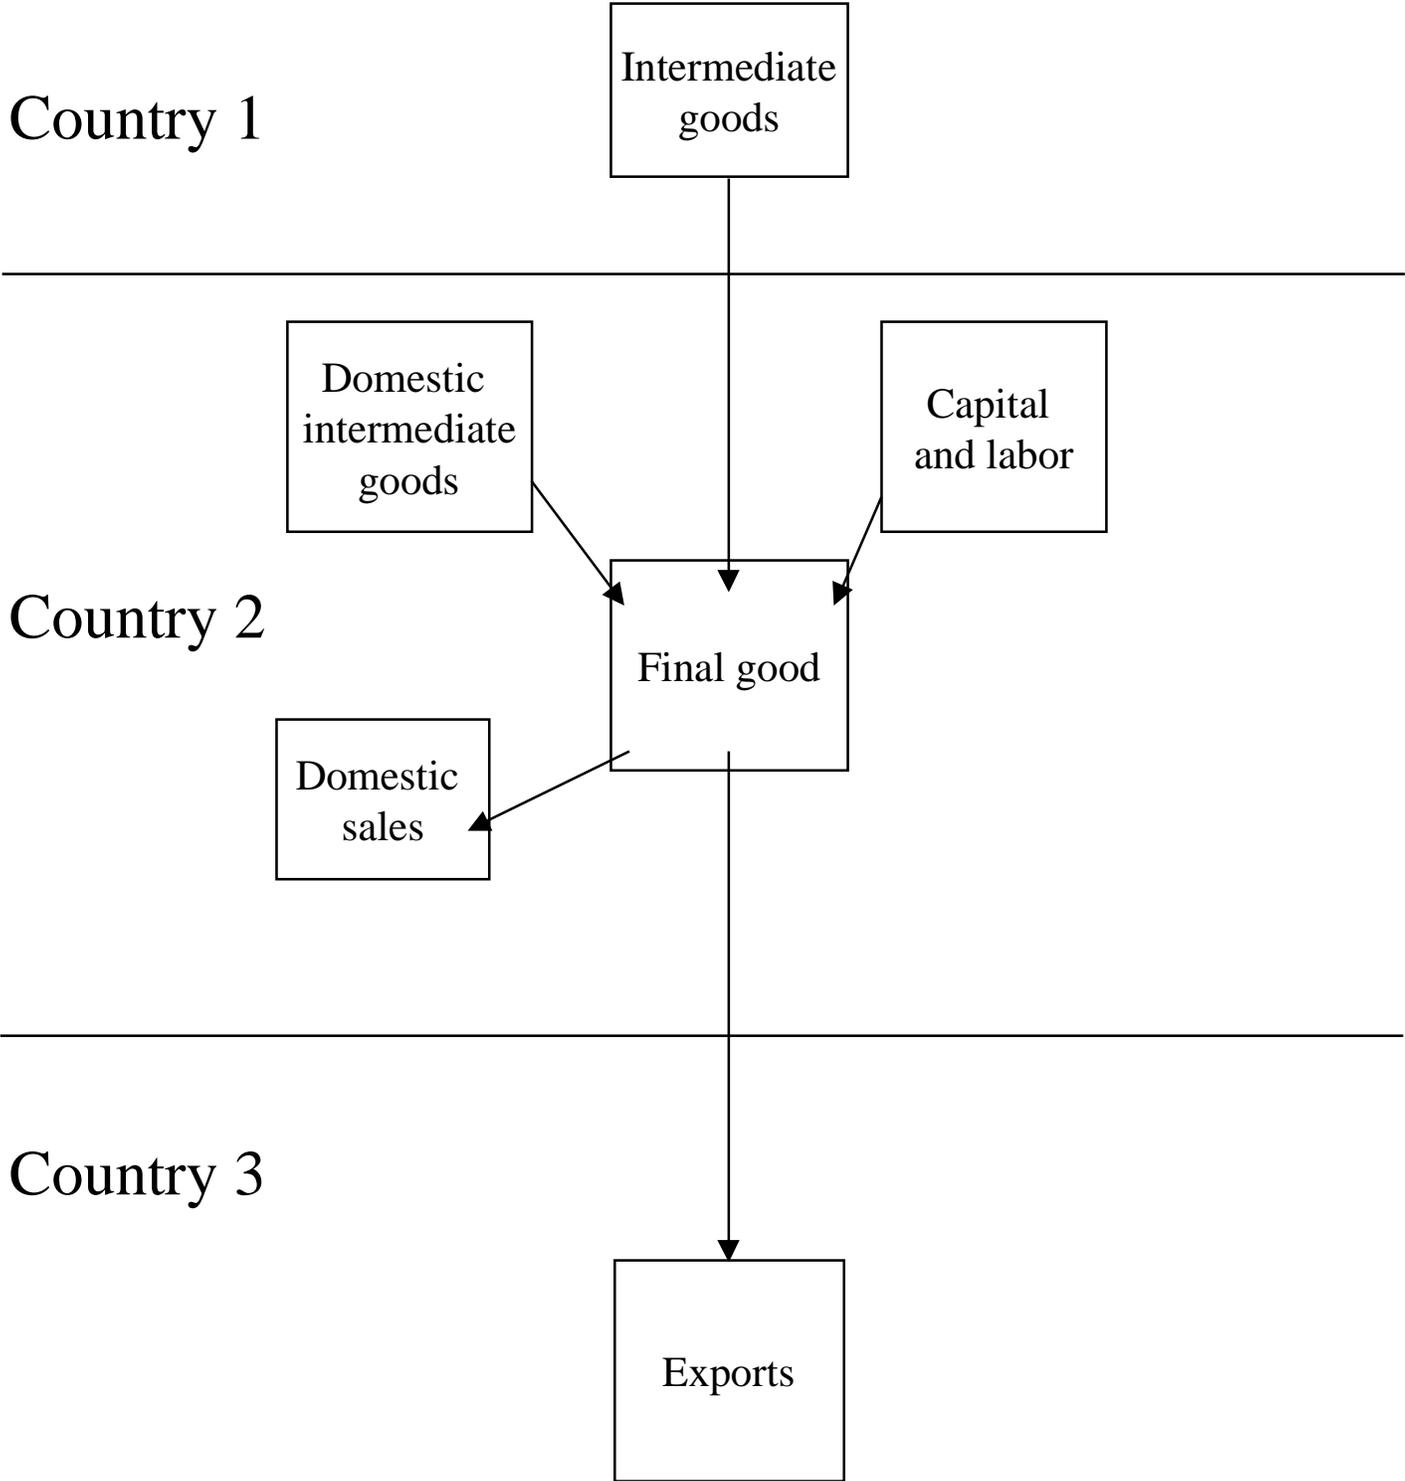 Intermediate
goods
Country 1
Domestic
intermediate
goods
Capital
and labor
Country 2
Final good
Domestic
sales
Country 3
Exports